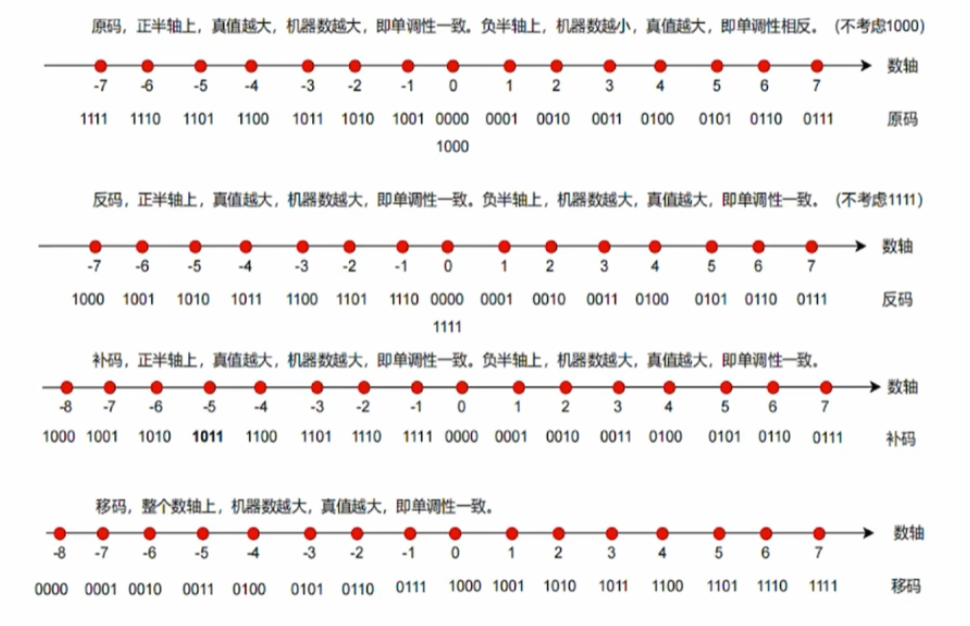 原码，正半轴上，真值越大，机器数越大，即单调性一致。负半轴上，机器数越小，真值越大，即单调性相反。（不考虑1000）
数轴
-7 -6 -5 -4 -3 -2 -1 0 1 2 3 4 5 6 7
1111 1110 1101 1100 1011 1010 1001 0000 0001 0010 0011 0100 0101 0110 0111 原码
1000
反码，正半轴上，真值越大，机器数越大，即单调性一致。负半轴上，机器数越大，真值越大，即单调性一致。（不考虑1111）
数轴
-7 -6 -5 -4 -3 -2 -1 0 1 2 3 4 5 6 7
1000 1001 1010 1011 1100 1101 1110 0000 0001 0010 0011 0100 0101 0110 0111 反码
1111
补码，正半轴上，真值越大，机器数越大，即单调性一致。负半轴上，机器数越大，真值越大，即单调性一致。
数轴
-8 -7 -6 -5 -4 -3 -2 -1 0 1 2 3 4 5 6 7
1000 1001 1010 1011 1100 1101 1110 1111 0000 0001 0010 0011 0100 0101 0110 0111 补码
移码，整个数轴上，机器数越大，真值越大，即单调性一致。
数轴
-8 -7 -6 -5 -4 -3 -2 -1 0 1 2 3 4 5 6 7
0000 0001 0010 0011 0100 0101 0110 0111 1000 1001 1010 1011 1100 1101 1110 1111 移码